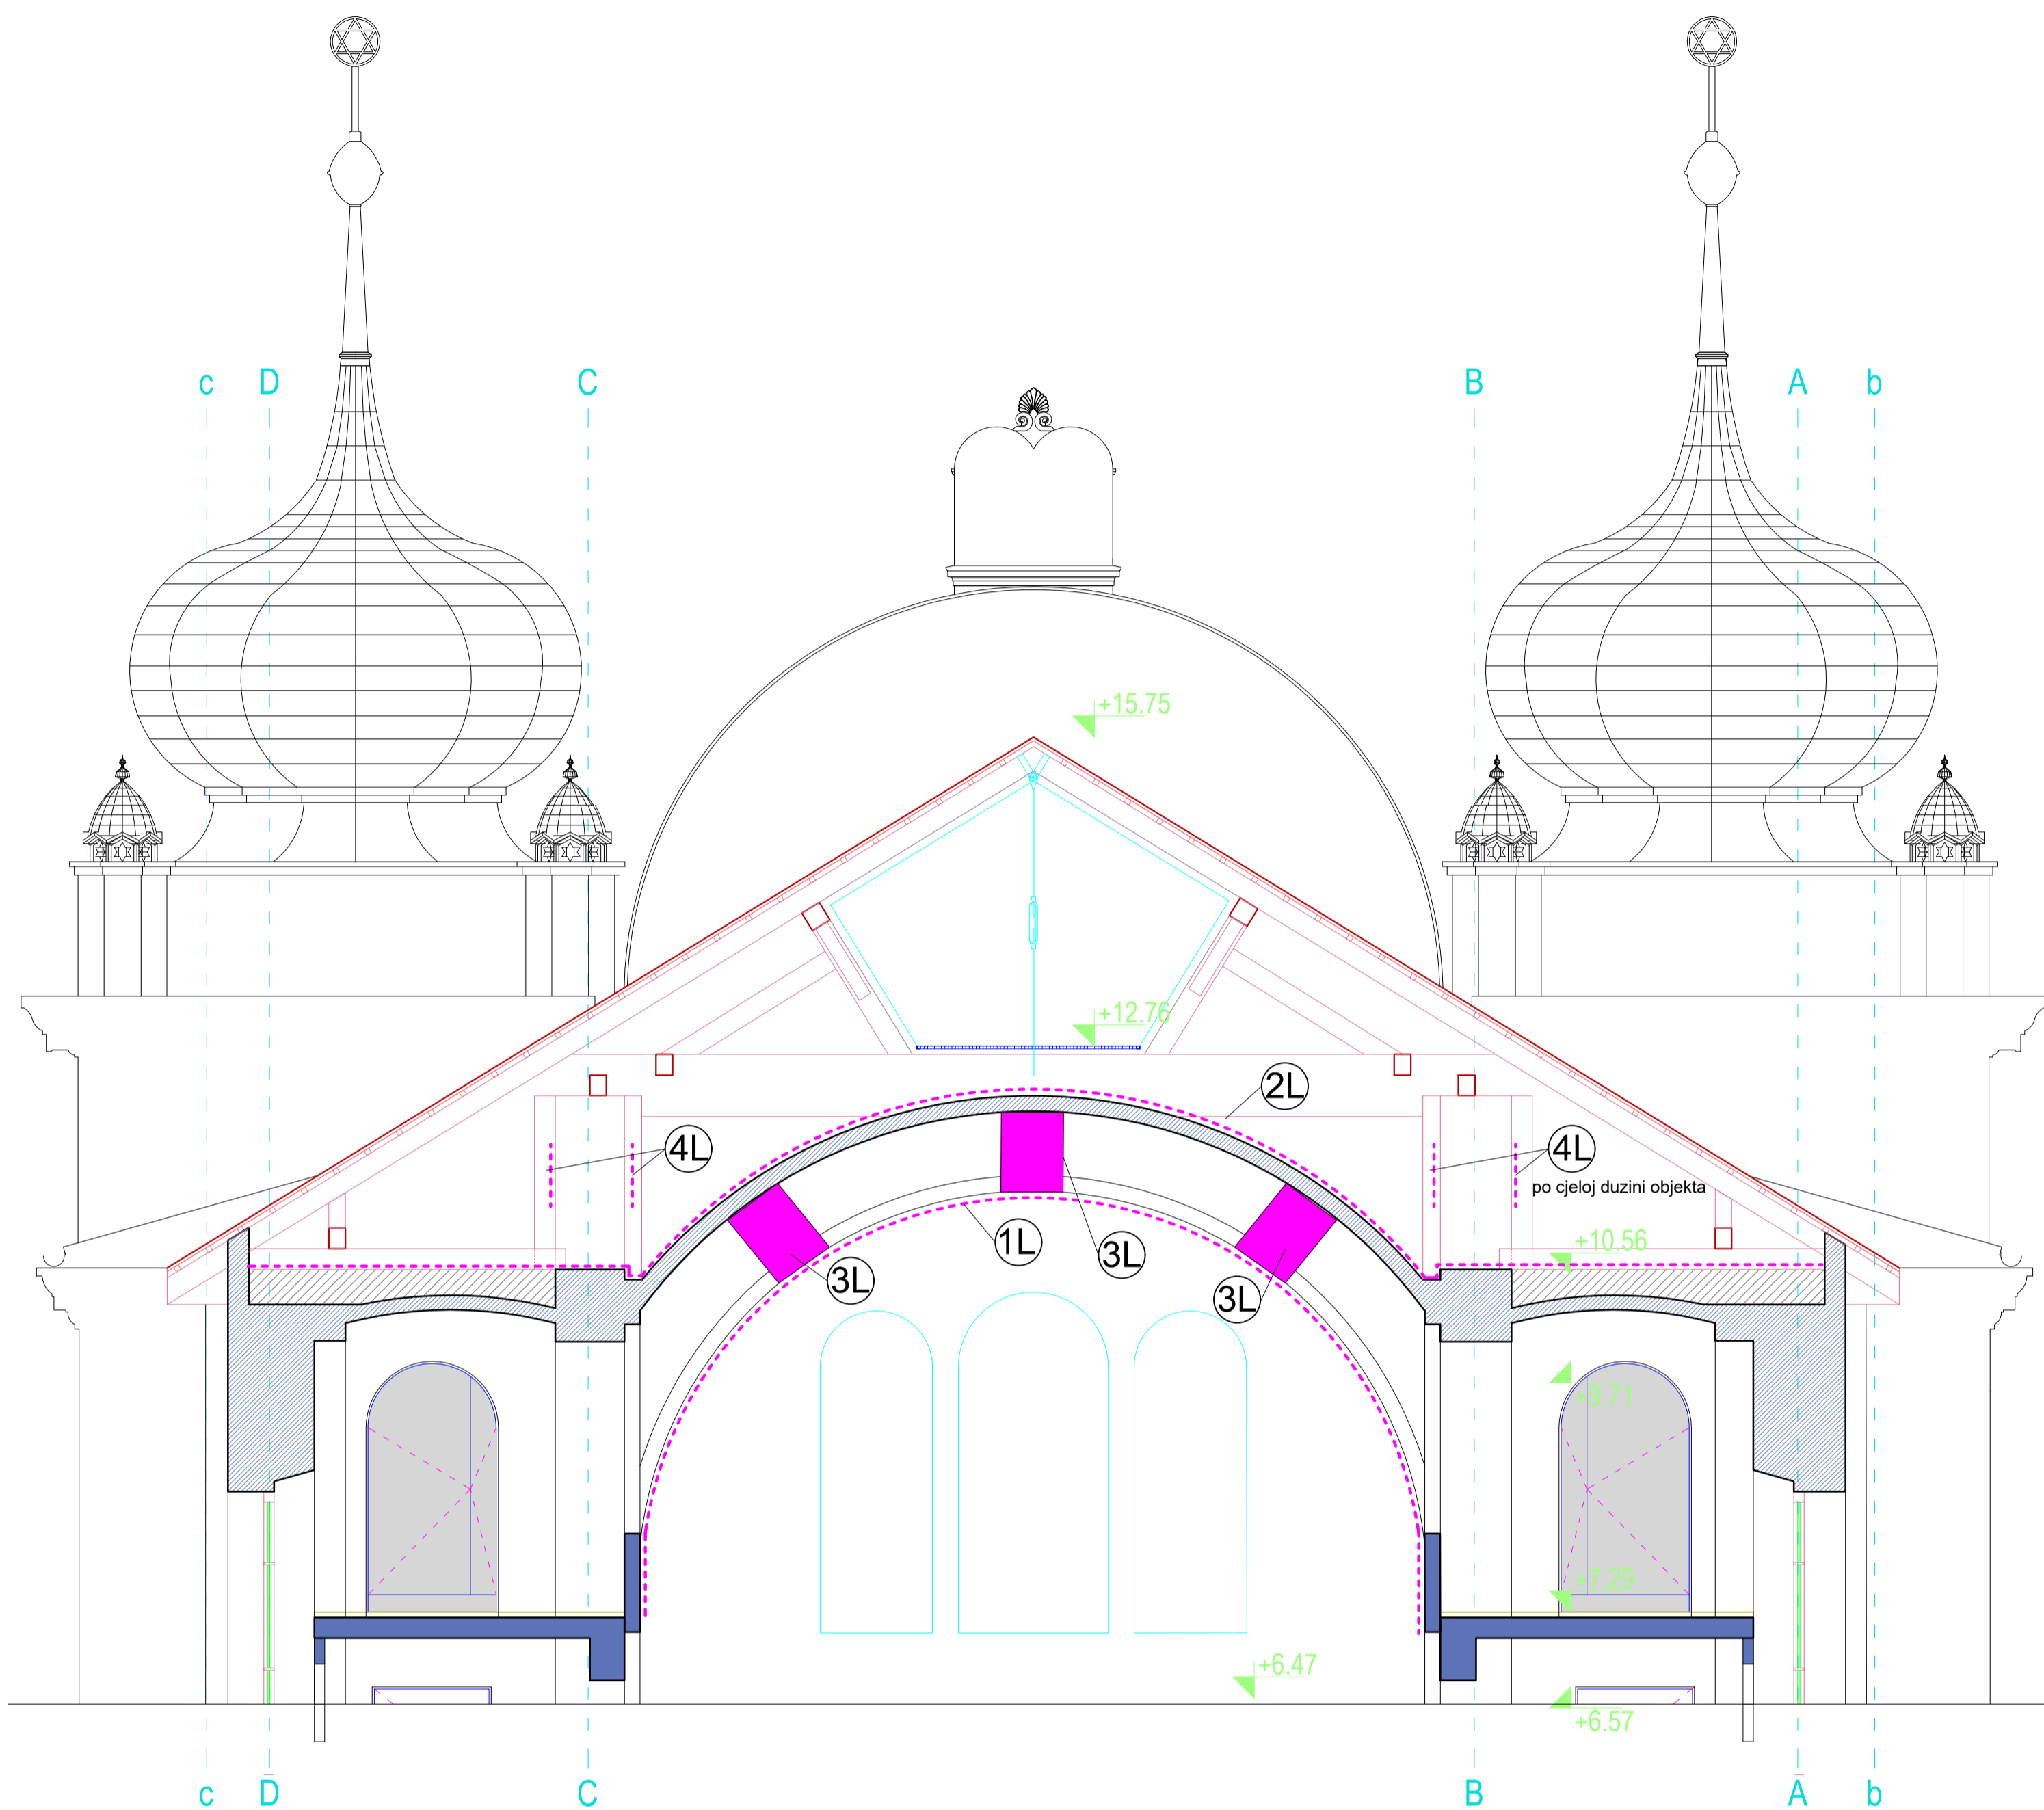 c D C B A b
+15.75
+12.76
2L
4L 4L
po cjeloj duzini objekta
1L 3L
+10.56
3L 3L
+9.71
+7.29
+6.47
+6.57
c D C B A b